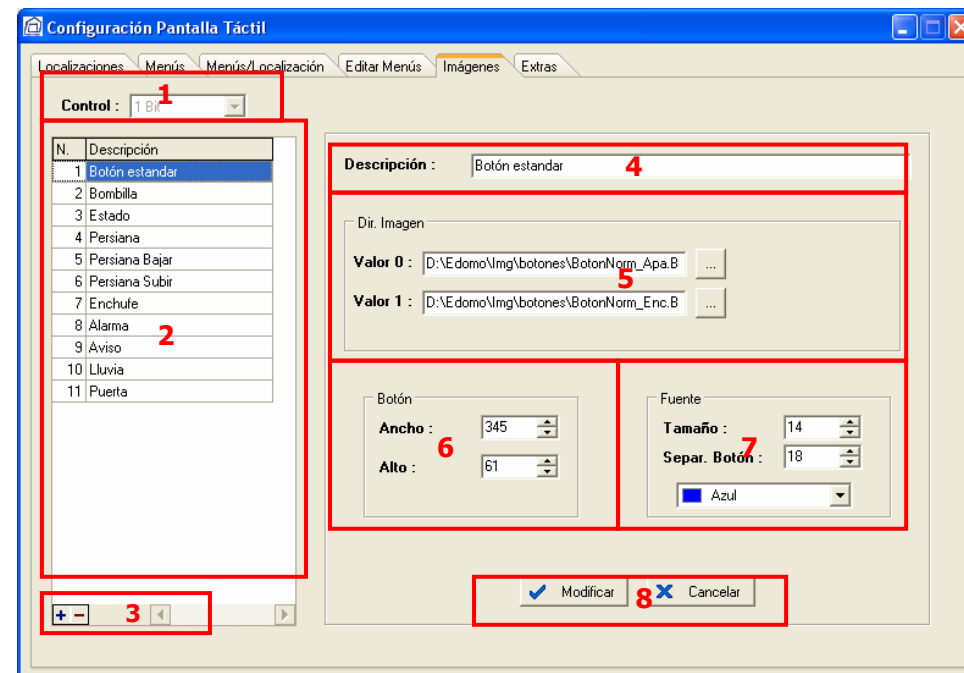 Configuración Pantalla Táctil
Localizaciones Menús Menús/Localización Editar Menús Imágenes Extras
Control : 1 Bit
1
N. Descripción
1 Botón estandar
2 Bombilla
3 Estado
4 Persiana
5 Persiana Bajar
6 Persiana Subir
7 Enchufe
8 Alarma
9 Aviso
10 Lluvia
11 Puerta
2
+ −
3
Descripción : Botón estandar
4
Dir. Imagen
Valor 0 : D:\Edomo\Img\botones\BotonNorm_Apa.B ...
Valor 1 : D:\Edomo\Img\botones\BotonNorm_Enc.B ...
5
Botón
Ancho : 345
Alto : 61
6
Fuente
Tamaño : 14
Separ. Botón : 18
Azul
7
Modificar Cancelar
8